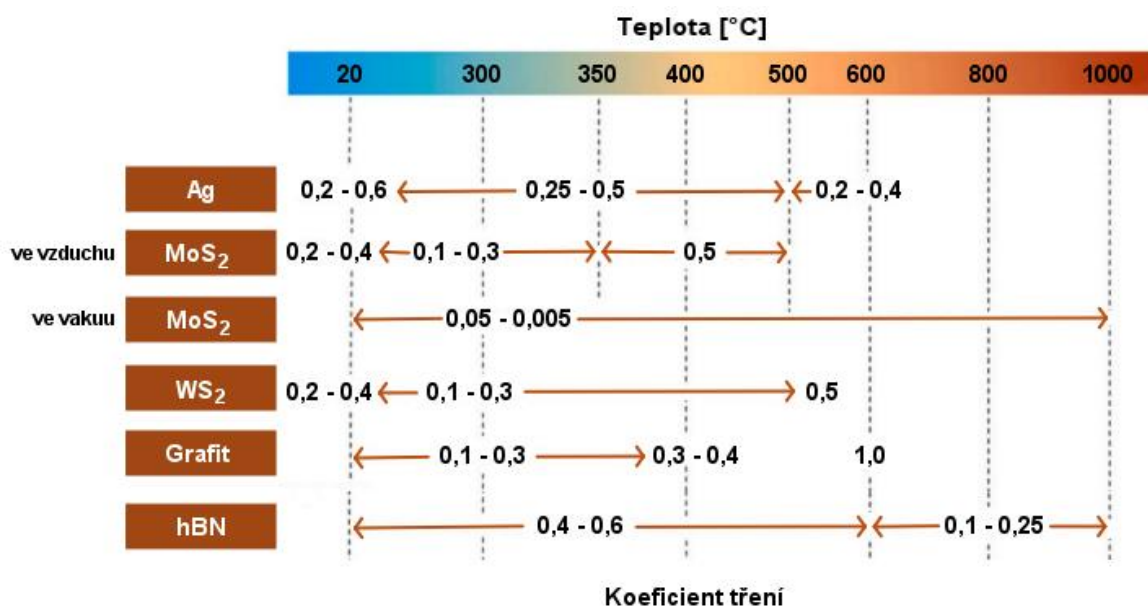 Teplota [°C]
20 300 350 400 500 600 800 1000
Ag 0,2 - 0,6 0,25 - 0,5 0,2 - 0,4
ve vzduchu MoS2 0,2 - 0,4 0,1 - 0,3 0,5
ve vakuu MoS2 0,05 - 0,005
WS2 0,2 - 0,4 0,1 - 0,3 0,5
Grafit 0,1 - 0,3 0,3 - 0,4 1,0
hBN 0,4 - 0,6 0,1 - 0,25
Koeficient tření